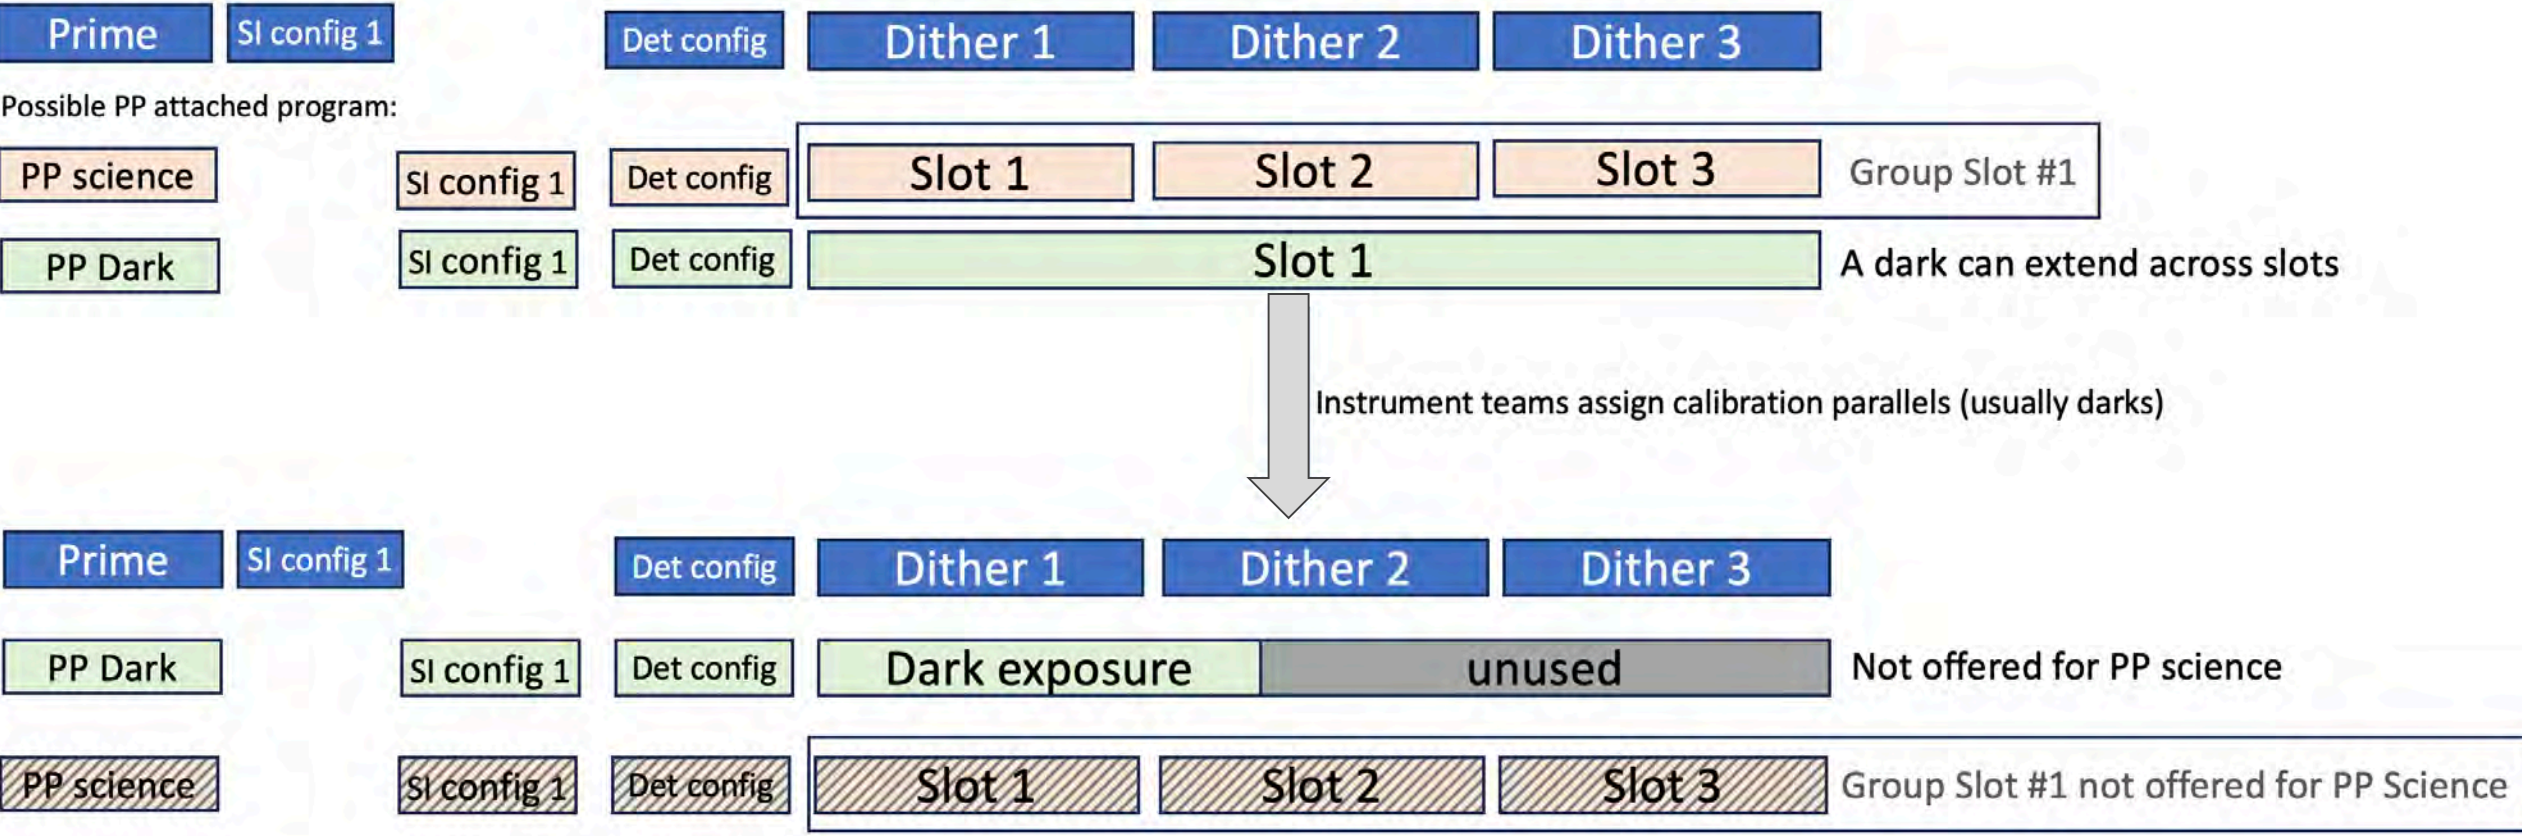 Prime SI config 1 Det config Dither 1 Dither 2 Dither 3
Possible PP attached program:
PP science SI config 1 Det config Slot 1 Slot 2 Slot 3 Group Slot #1
PP Dark SI config 1 Det config Slot 1 A dark can extend across slots
Instrument teams assign calibration parallels (usually darks)
Prime SI config 1 Det config Dither 1 Dither 2 Dither 3
PP Dark SI config 1 Det config Dark exposure unused Not offered for PP science
PP science SI config 1 Det config Slot 1 Slot 2 Slot 3 Group Slot #1 not offered for PP Science